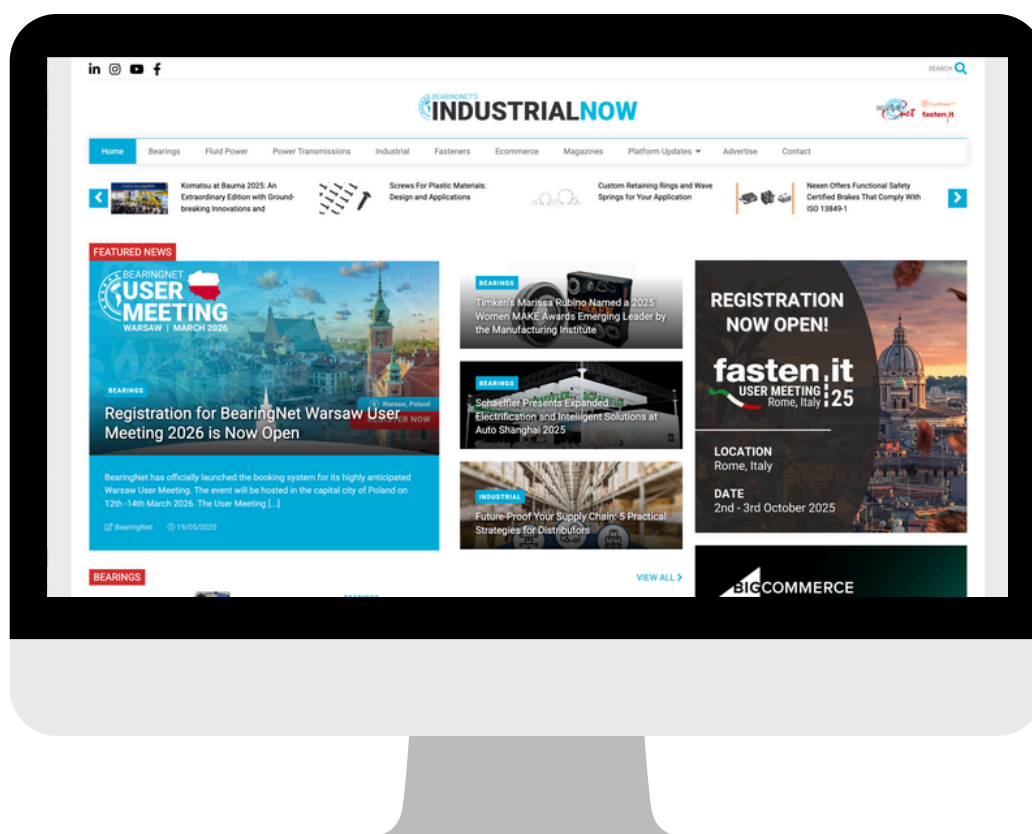 in
f
SEARCH
BEARINGNET'S
INDUSTRIALNOW
net
fasten.it
Home Bearings Fluid Power Power Transmissions Industrial Fasteners Ecommerce Magazines Platform Updates Advertise Contact
Komatsu at Bauma 2025: An
Extraordinary Edition with Ground-
breaking Innovations and
Screws For Plastic Materials:
Design and Applications
Custom Retaining Rings and Wave
Springs for Your Application
Nexen Offers Functional Safety
Certified Brakes That Comply With
ISO 13849-1
FEATURED NEWS
BEARINGNET
USER
MEETING
WARSAW | MARCH 2026
Warsaw, Poland
REGISTER NOW
BEARINGS
Registration for BearingNet Warsaw User
Meeting 2026 is Now Open
BearingNet has officially launched the booking system for its highly anticipated
Warsaw User Meeting. The event will be hosted in the capital city of Poland on
12th -14th March 2026. The User Meeting [...]
BearingNet 19/05/2025
BEARINGS
Timken's Marissa Rubino Named a 2025
Women MAKE Awards Emerging Leader by
the Manufacturing Institute
BEARINGS
Schaeffler Presents Expanded
Electrification and Intelligent Solutions at
Auto Shanghai 2025
INDUSTRIAL
Future-Proof Your Supply Chain: 5 Practical
Strategies for Distributors
REGISTRATION
NOW OPEN!
fasten.it
USER MEETING
Rome, Italy
25
LOCATION
Rome, Italy
DATE
2nd - 3rd October 2025
BEARINGS
VIEW ALL
BIGCOMMERCE